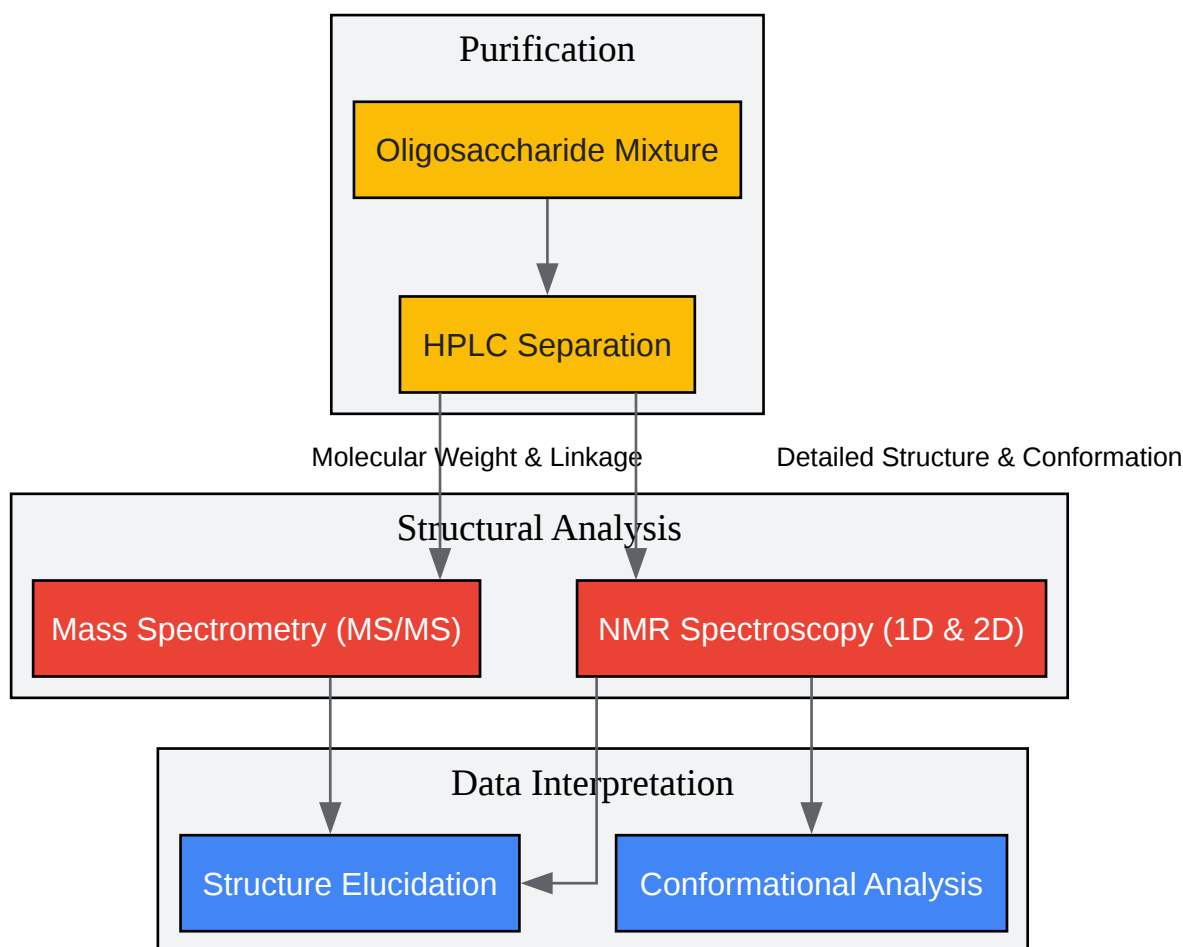 Purification
Oligosaccharide Mixture
HPLC Separation
Molecular Weight & Linkage
Detailed Structure & Conformation
Structural Analysis
Mass Spectrometry (MS/MS)
NMR Spectroscopy (1D & 2D)
Data Interpretation
Structure Elucidation
Conformational Analysis